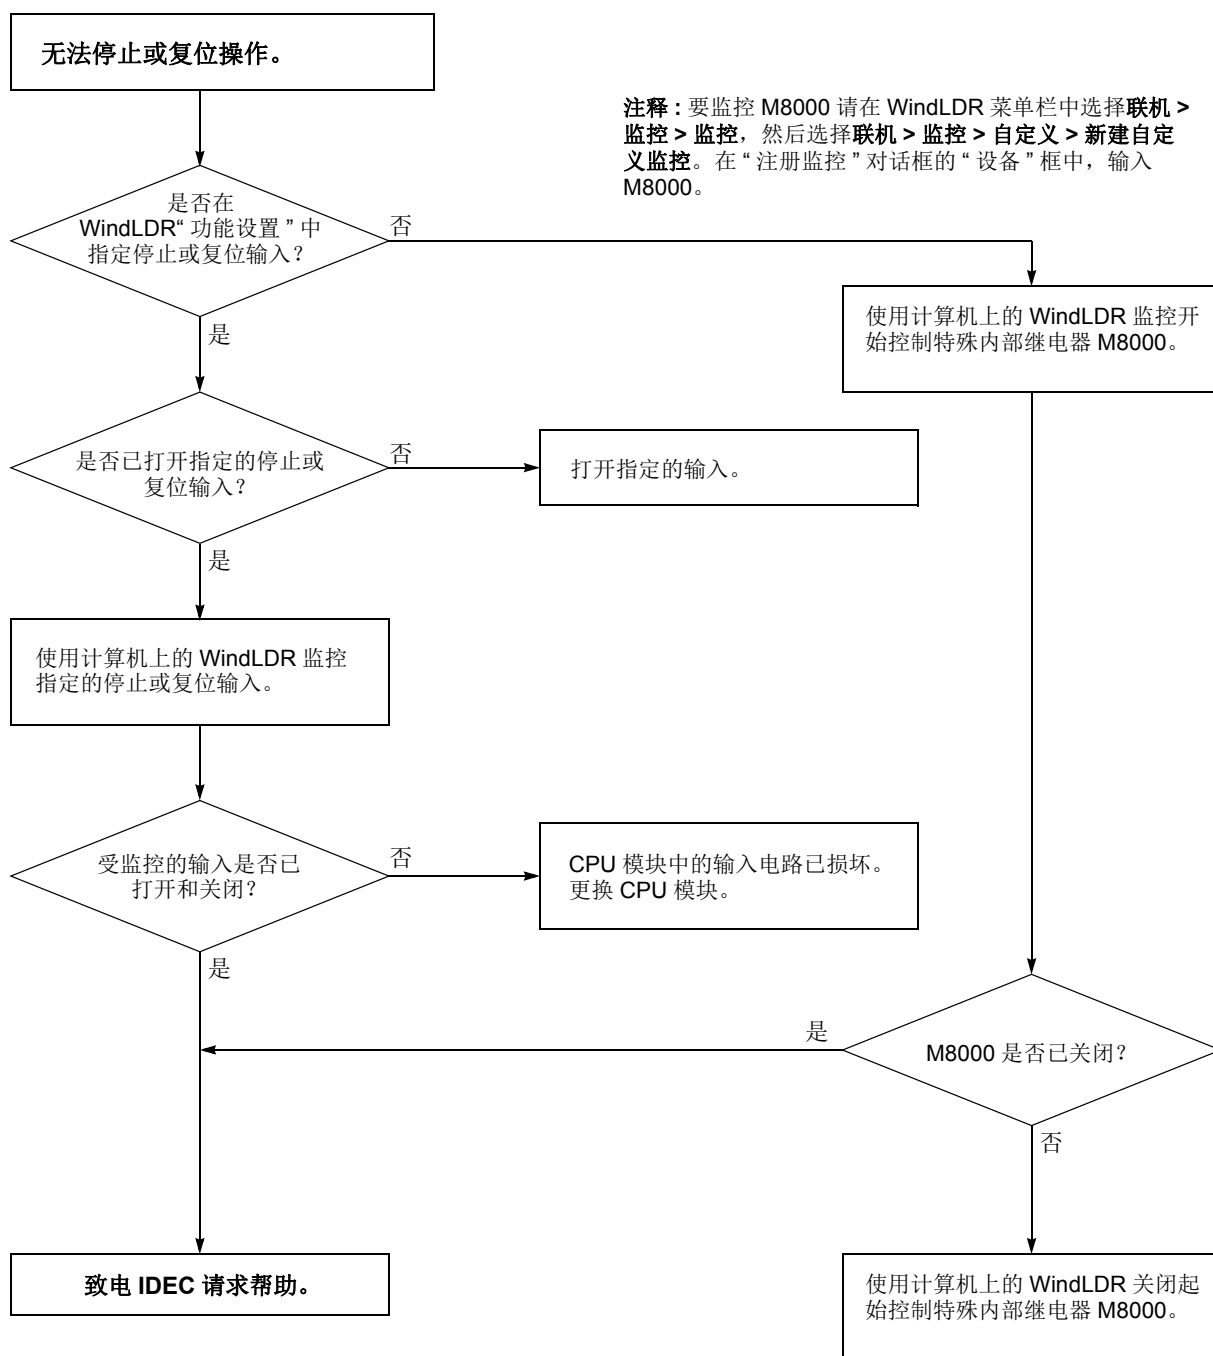 无法停止或复位操作。
注释 : 要监控 M8000 请在 WindLDR 菜单栏中选择联机 >
监控 > 监控，然后选择联机 > 监控 > 自定义 > 新建自定
义监控。在 “ 注册监控 ” 对话框的 “ 设备 ” 框中，输入
M8000。
是否在
WindLDR“ 功能设置 ” 中
指定停止或复位输入？
否
是
使用计算机上的 WindLDR 监控开
始控制特殊内部继电器 M8000。
是否已打开指定的停止或
复位输入？
否
打开指定的输入。
是
使用计算机上的 WindLDR 监控
指定的停止或复位输入。
受监控的输入是否已
打开和关闭？
否
CPU 模块中的输入电路已损坏。
更换 CPU 模块。
是
是
M8000 是否已关闭？
否
致电 IDEC 请求帮助。
使用计算机上的 WindLDR 关闭起
始控制特殊内部继电器 M8000。